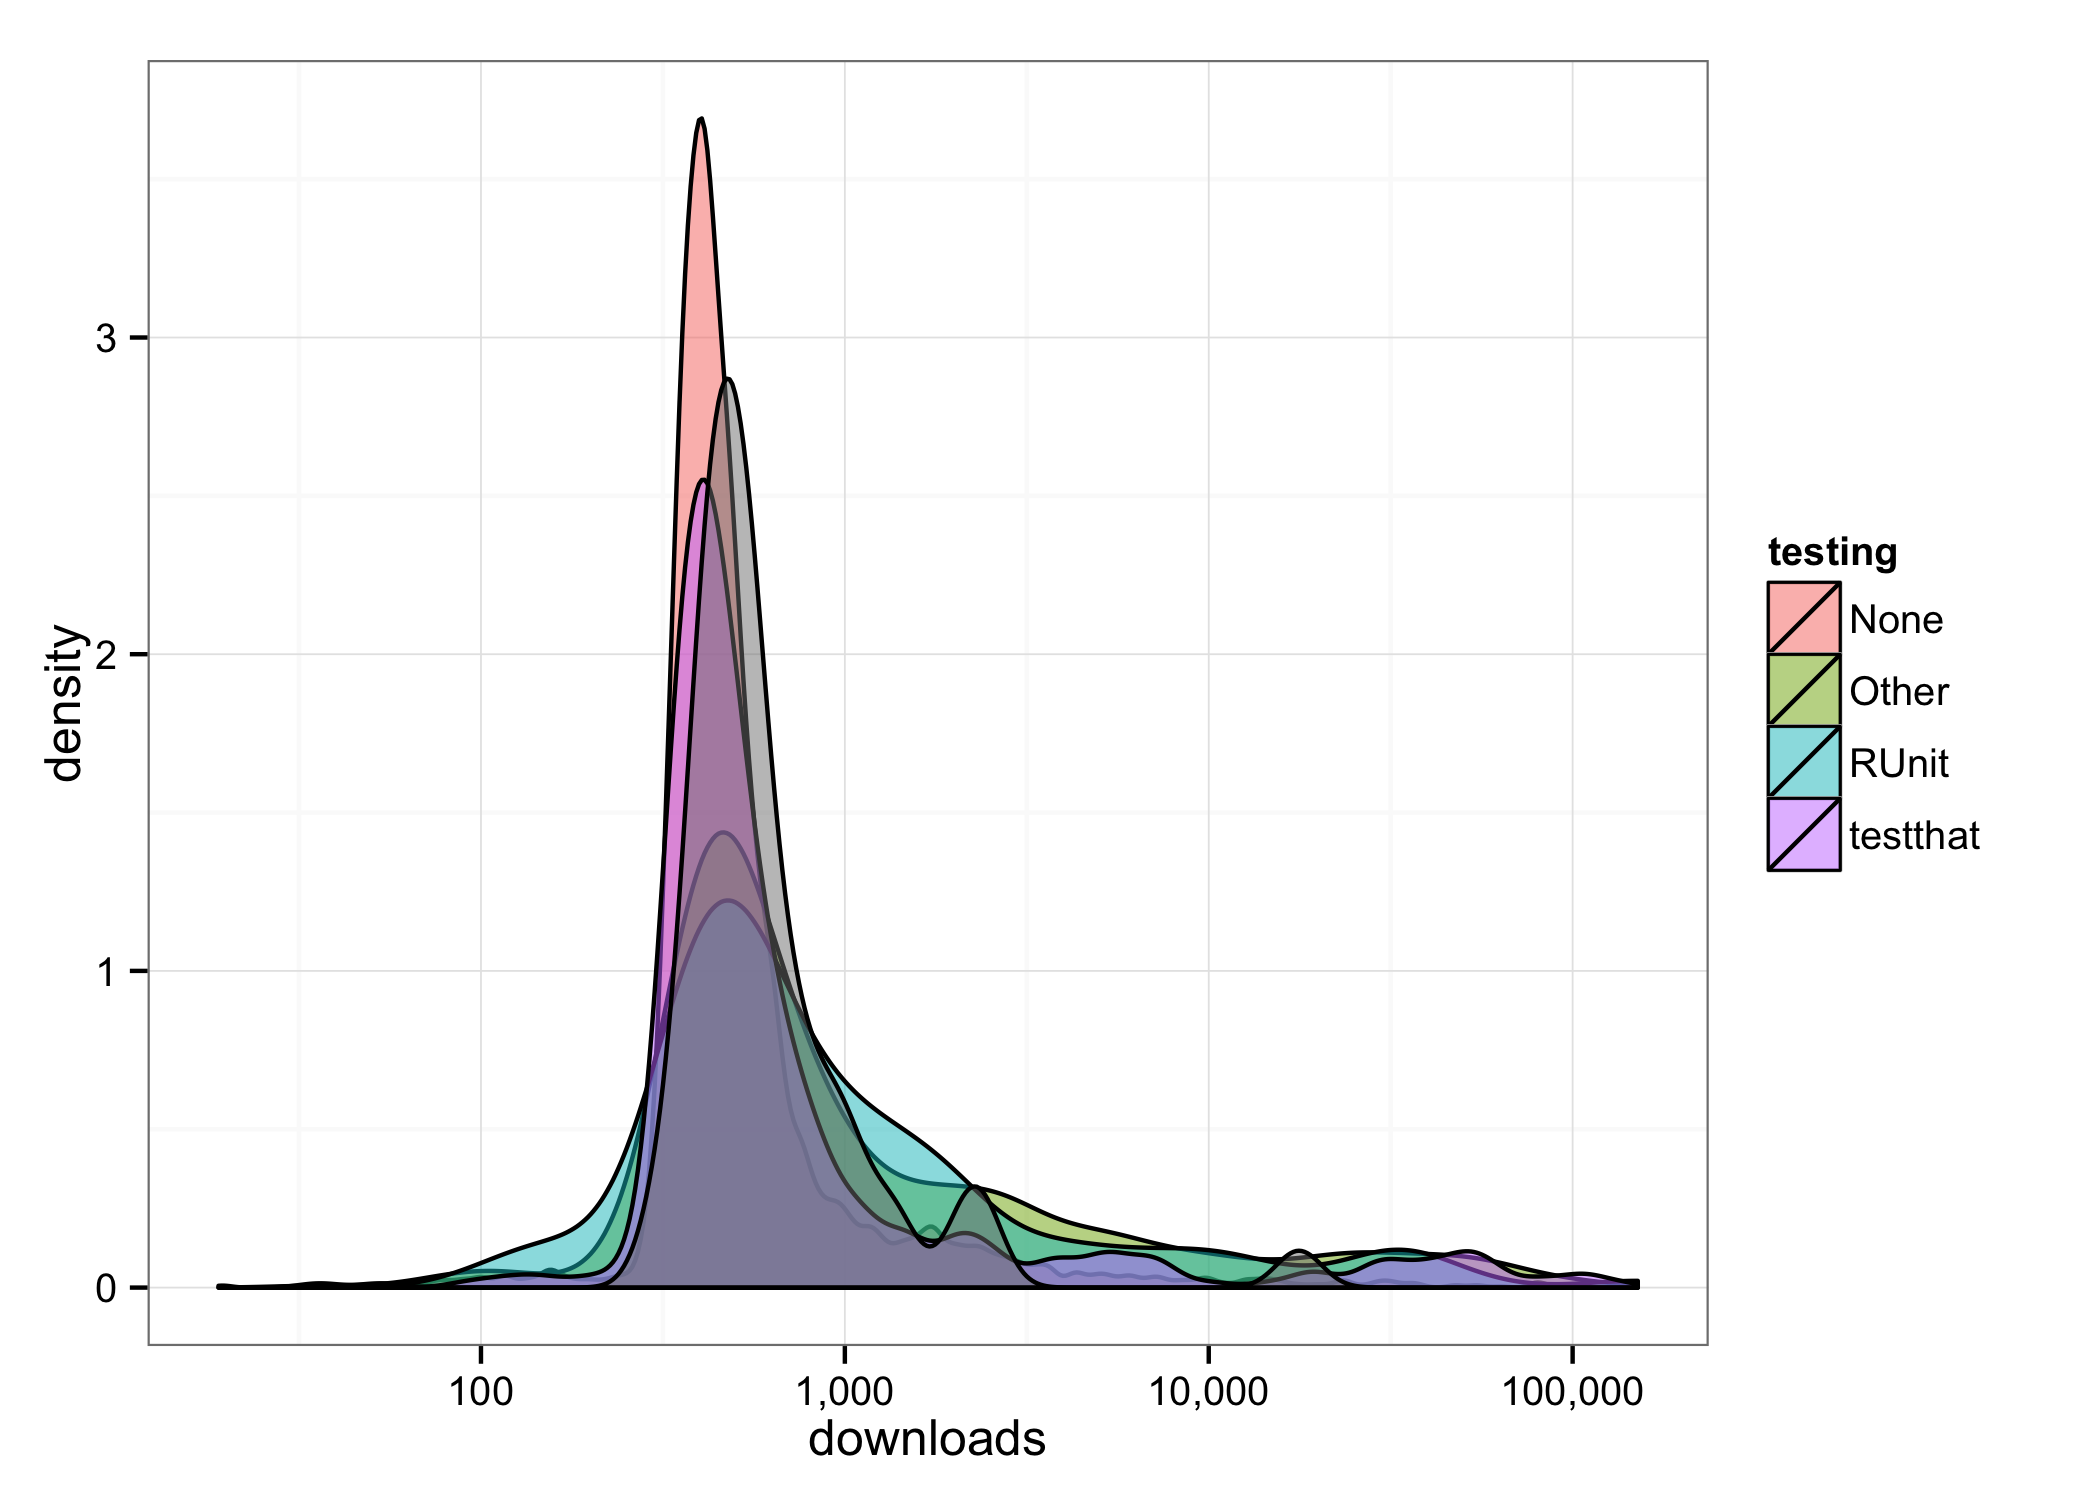 density
3
2
1
0
100
1,000
10,000
100,000
downloads
testing
None
Other
RUnit
testthat